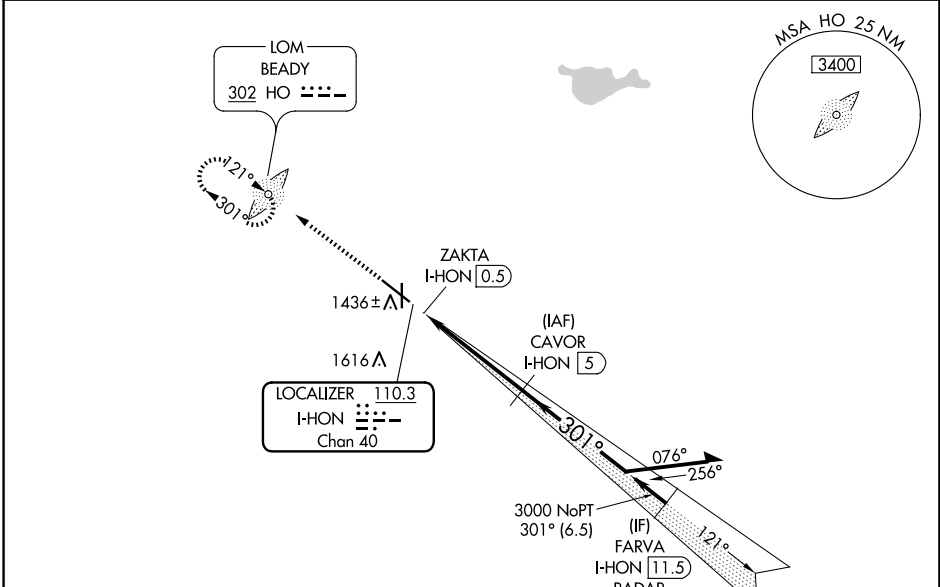 LOM
BEADY
302 HO
121°
301°
MSA HO 25 NM
3400
ZAKTA
I-HON 0.5
1436±
1616
(IAF)
CAVOR
I-HON 5
LOCALIZER 110.3
I-HON
Chan 40
301°
076°
256°
3000 NoPT
301° (6.5)
(IF)
FARVA
I-HON 11.5
RADAR
121°